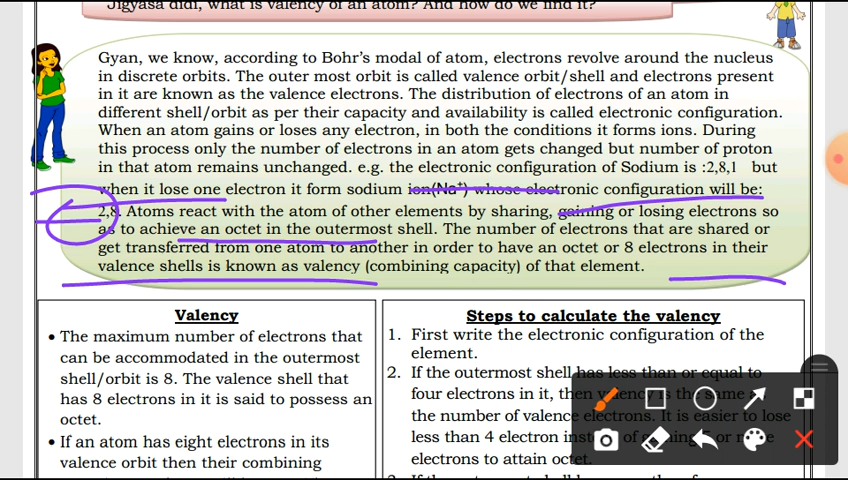 Jigyasa didi, what is valency of an atom? And how do we find it?
Gyan, we know, according to Bohr's modal of atom, electrons revolve around the nucleus
in discrete orbits. The outer most orbit is called valence orbit/shell and electrons present
in it are known as the valence electrons. The distribution of electrons of an atom in
different shell/orbit as per their capacity and availability is called electronic configuration.
When an atom gains or loses any electron, in both the conditions it forms ions. During
this process only the number of electrons in an atom gets changed but number of proton
in that atom remains unchanged. e.g. the electronic configuration of Sodium is :2,8,1 but
when it lose one electron it form sodium ion(Na⁺) whose electronic configuration will be:
2,8. Atoms react with the atom of other elements by sharing, gaining or losing electrons so
as to achieve an octet in the outermost shell. The number of electrons that are shared or
get transferred from one atom to another in order to have an octet or 8 electrons in their
valence shells is known as valency (combining capacity) of that element.
Valency
• The maximum number of electrons that
can be accommodated in the outermost
shell/orbit is 8. The valence shell that
has 8 electrons in it is said to possess an
octet.
• If an atom has eight electrons in its
valence orbit then their combining
Steps to calculate the valency
1. First write the electronic configuration of the
element.
2. If the outermost shell has less than or equal to
four electrons in it, then valency is the same as
the number of valence electrons. It is easier to lose
less than 4 electron instead of gaining 5 or more
electrons to attain octet.